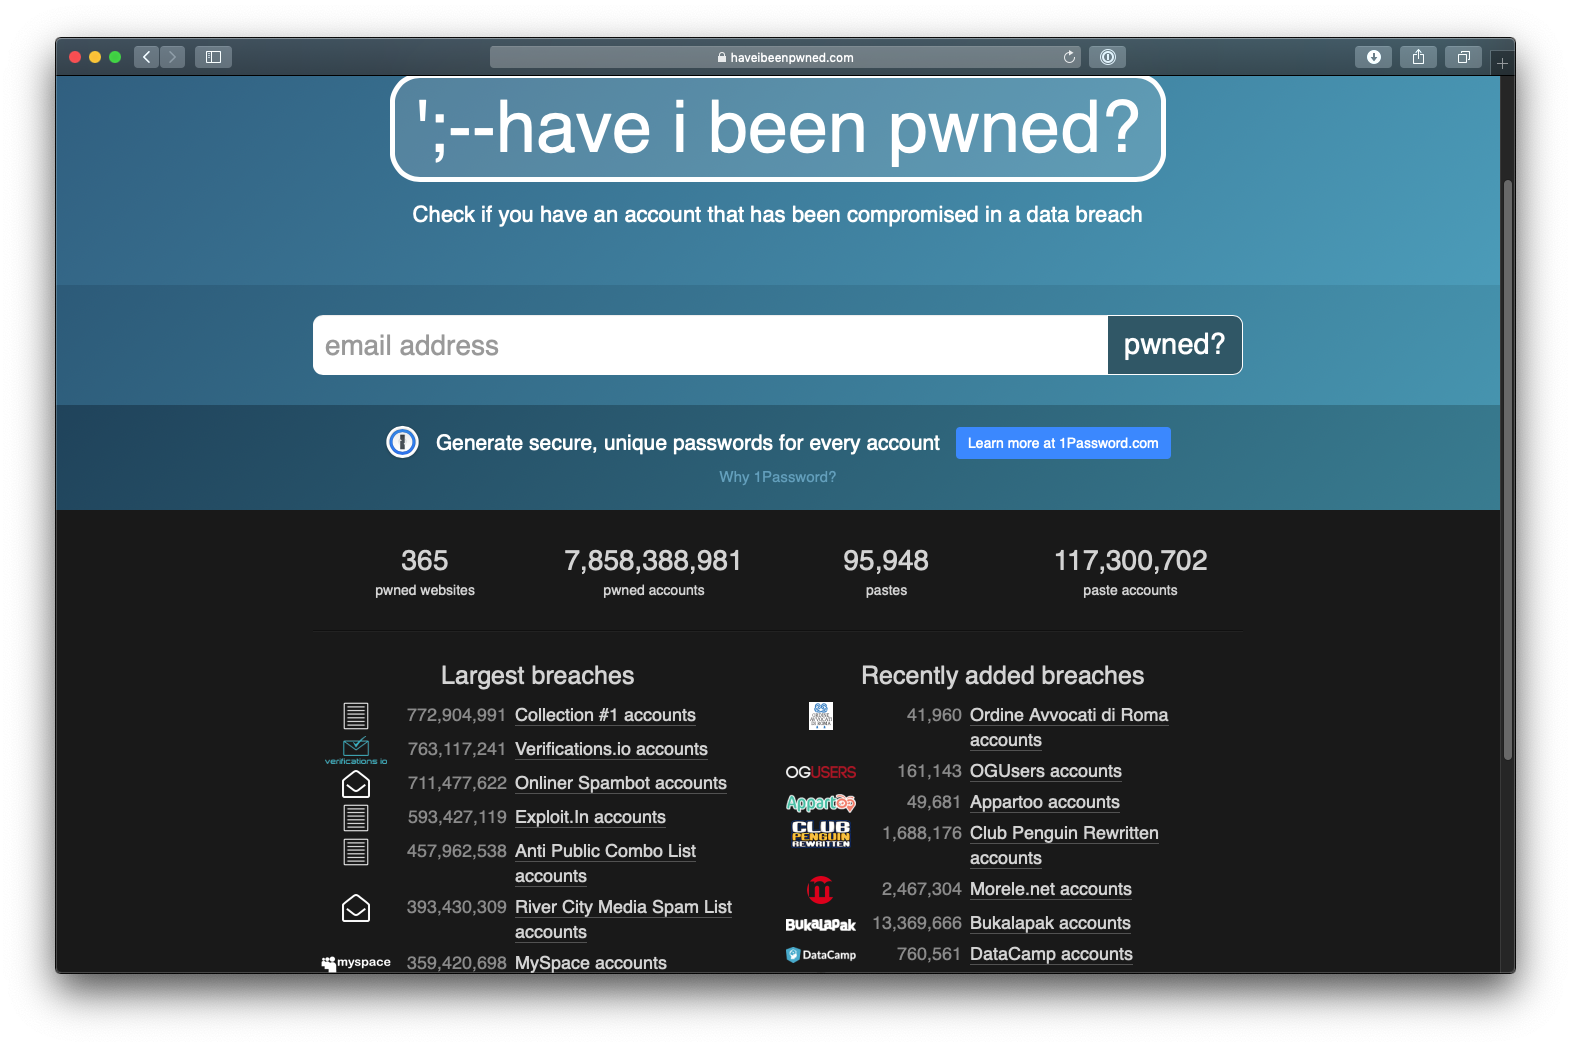 haveibeenpwned.com
';--have i been pwned?
Check if you have an account that has been compromised in a data breach
email address
pwned?
Generate secure, unique passwords for every account
Learn more at 1Password.com
Why 1Password?
365
pwned websites
7,858,388,981
pwned accounts
95,948
pastes
117,300,702
paste accounts
Largest breaches
772,904,991 Collection #1 accounts
verifications io
763,117,241 Verifications.io accounts
711,477,622 Onliner Spambot accounts
593,427,119 Exploit.In accounts
457,962,538 Anti Public Combo List
accounts
393,430,309 River City Media Spam List
accounts
myspace 359,420,698 MySpace accounts
Recently added breaches
ORDINE
AVVOCATI
DI ROMA
41,960 Ordine Avvocati di Roma
accounts
OGUSERS 161,143 OGUsers accounts
Appartoo 49,681 Appartoo accounts
CLUB
PENGUIN
REWRITTEN
1,688,176 Club Penguin Rewritten
accounts
2,467,304 Morele.net accounts
BukaLaPak 13,369,666 Bukalapak accounts
DataCamp 760,561 DataCamp accounts